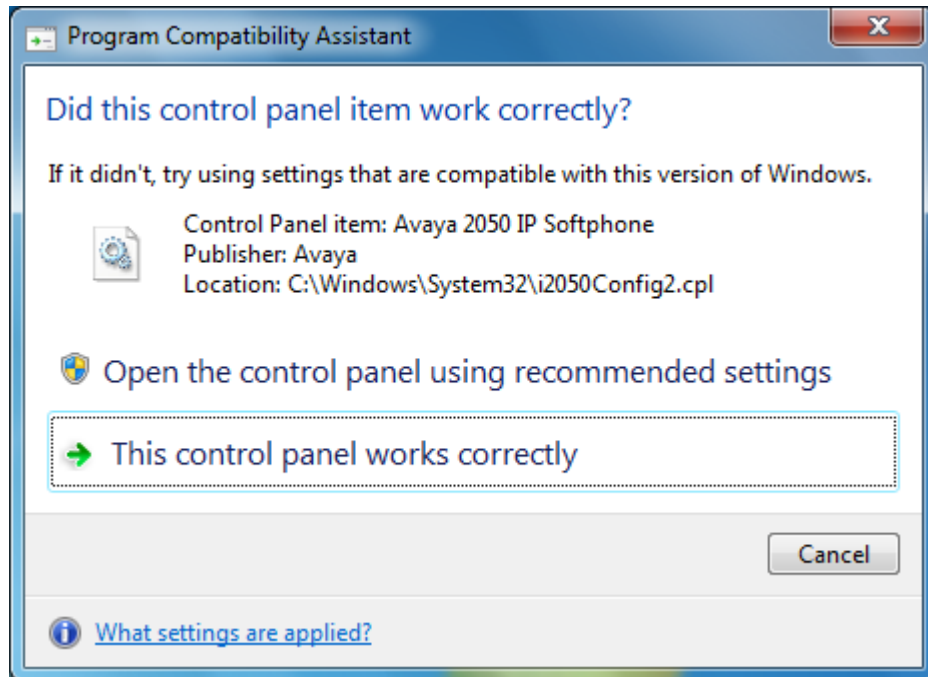 Program Compatibility Assistant
Did this control panel item work correctly?
If it didn't, try using settings that are compatible with this version of Windows.
Control Panel item: Avaya 2050 IP Softphone
Publisher: Avaya
Location: C:\Windows\System32\i2050Config2.cpl
Open the control panel using recommended settings
This control panel works correctly
Cancel
What settings are applied?